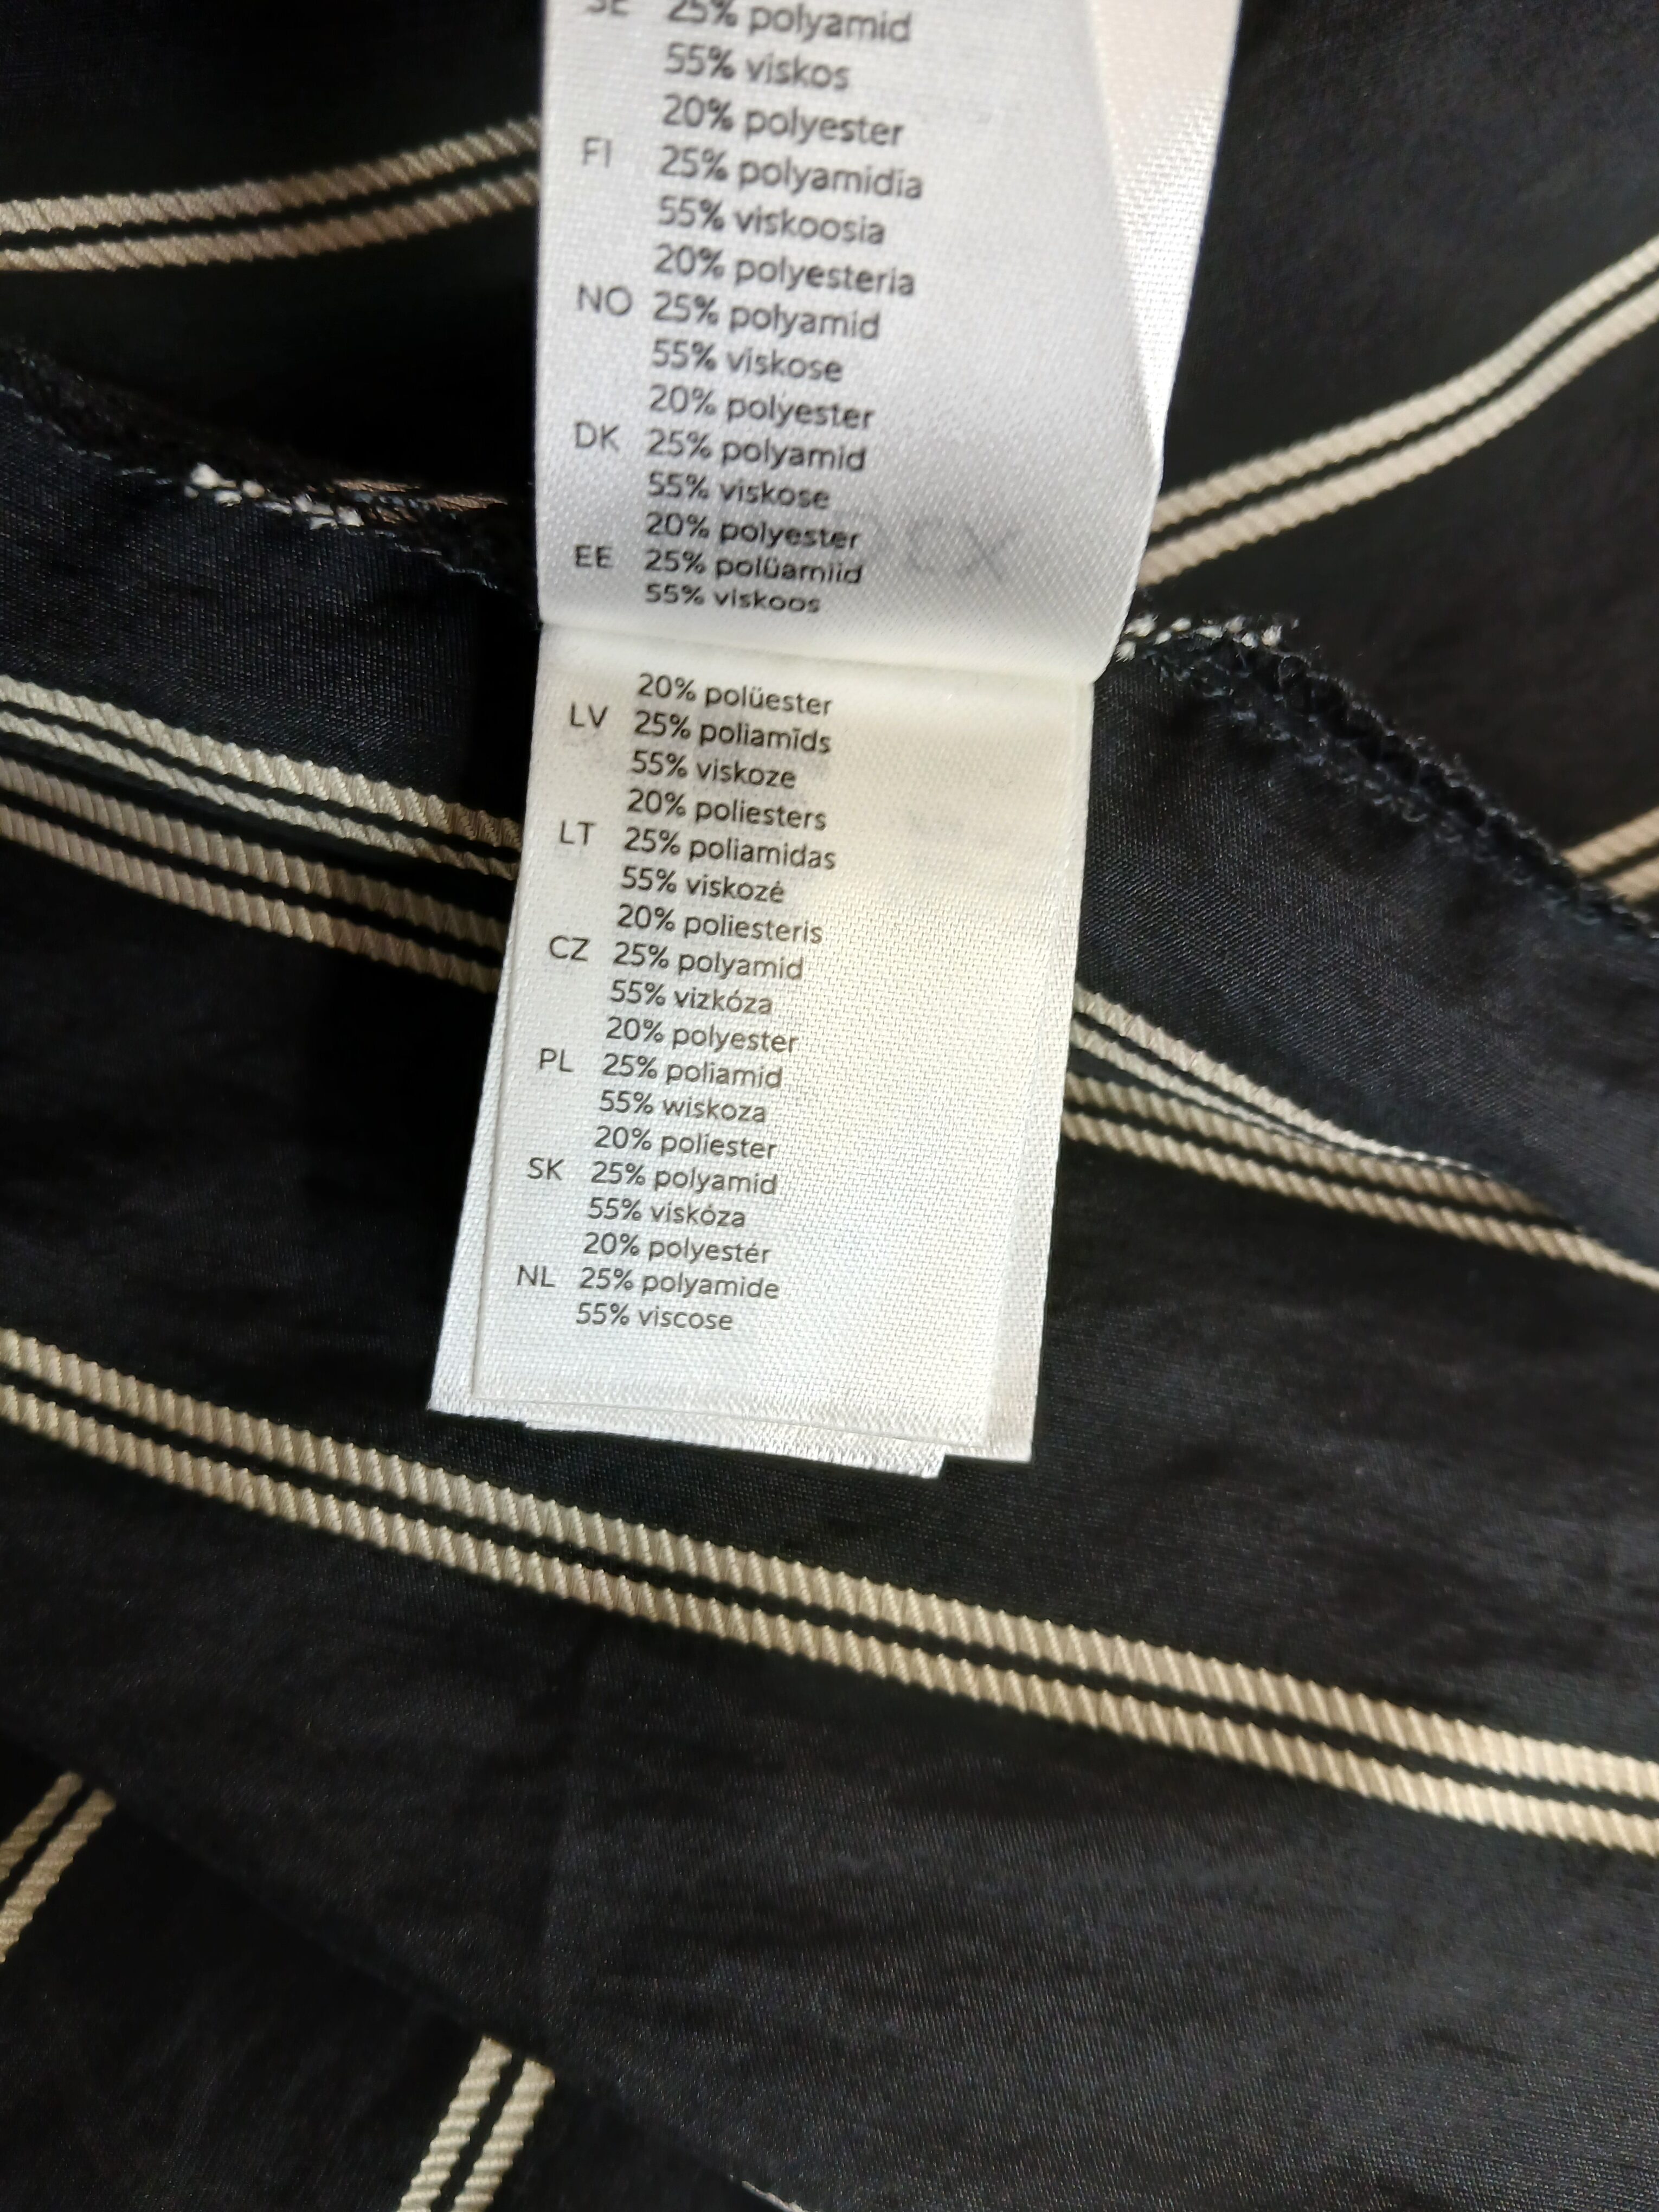 SE 25% polyamid
55% viskos
20% polyester
FI 25% polyamidia
55% viskoosia
20% polyesteria
NO 25% polyamid
55% viskose
20% polyester
DK 25% polyamid
55% viskose
20% polyester
EE 25% polüamiid
55% viskoos
20% polüester
LV 25% poliamīds
55% viskoze
20% poliesters
LT 25% poliamidas
55% viskozė
20% poliesteris
CZ 25% polyamid
55% vizkóza
20% polyester
PL 25% poliamid
55% wiskoza
20% poliester
SK 25% polyamid
55% viskóza
20% polyestér
NL 25% polyamide
55% viscose